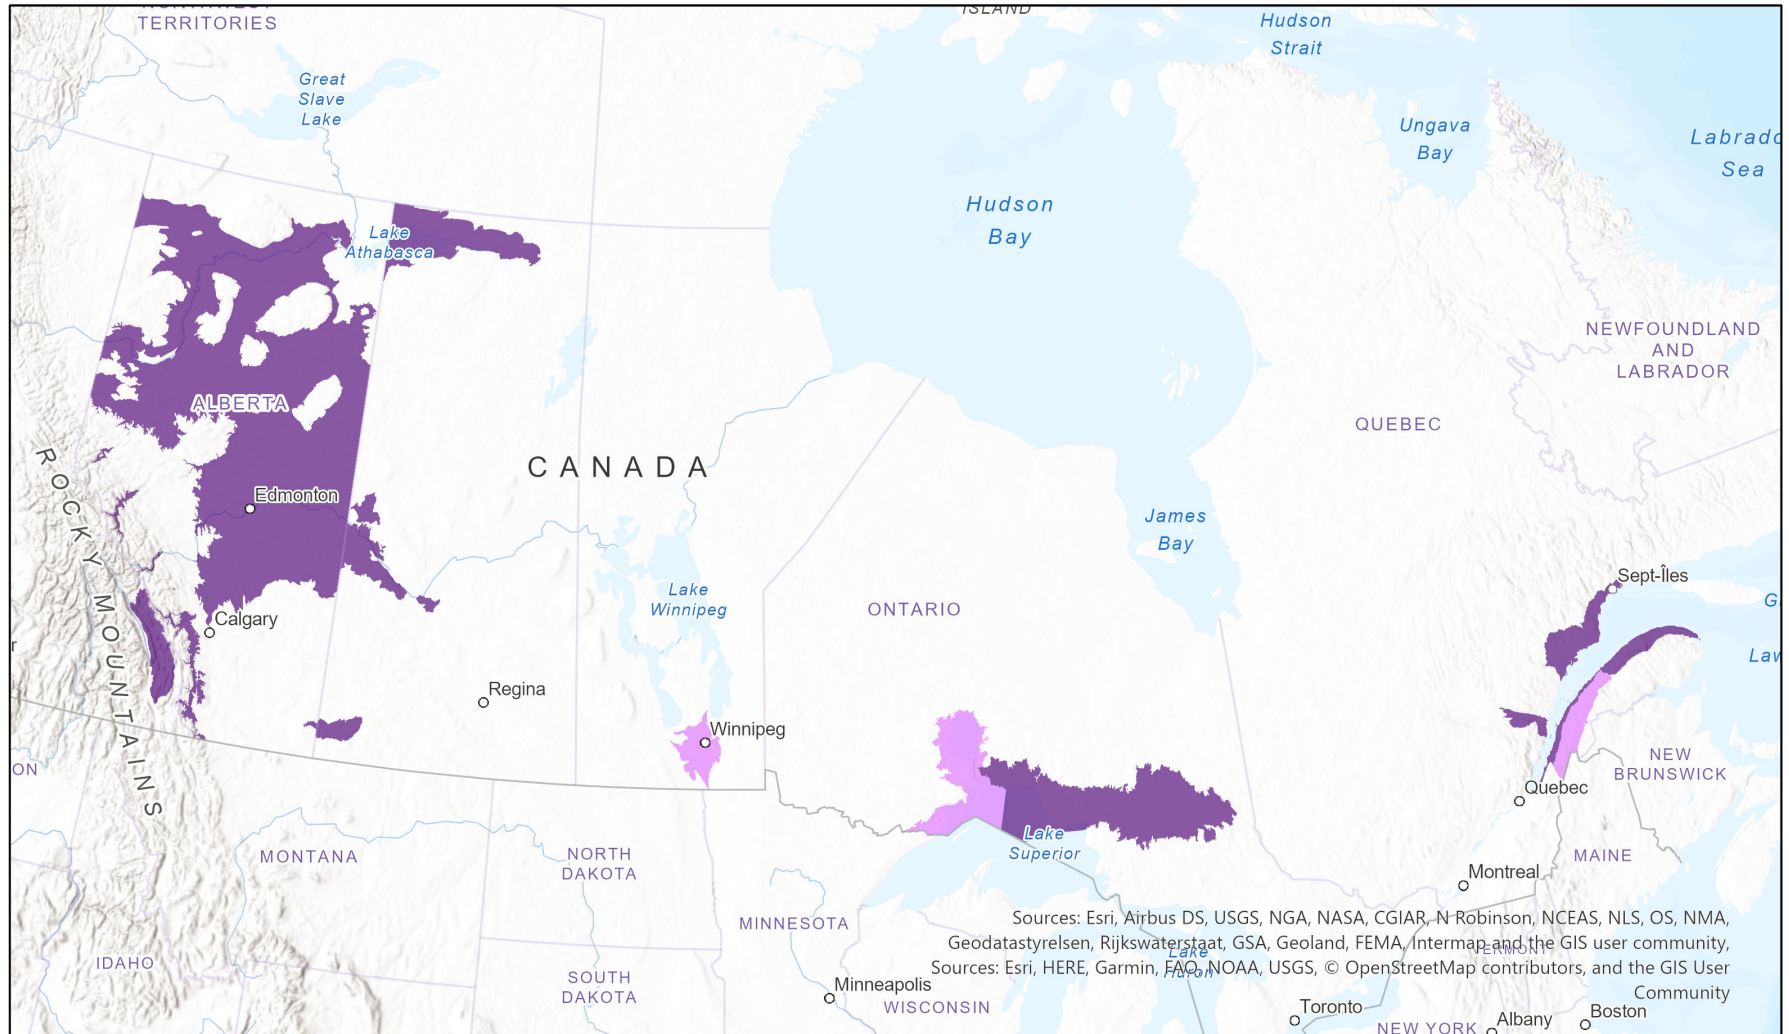 TERRITORIES
ISLAND
Hudson
Strait
Great
Slave
Lake
Ungava
Bay
Labrado
Sea
Hudson
Bay
Lake
Athabasca
NEWFOUNDLAND
AND
LABRADOR
ALBERTA
QUEBEC
ROCKY MOUNTAINS
CANADA
Edmonton
James
Bay
Sept-Îles
Lake
Winnipeg
ONTARIO
G
Calgary
r
Law
Regina
Winnipeg
ON
NEW
BRUNSWICK
Quebec
Lake
Superior
MONTANA
NORTH
DAKOTA
MAINE
Montreal
MINNESOTA
Sources: Esri, Airbus DS, USGS, NGA, NASA, CGIAR, N Robinson, NCEAS, NLS, OS, NMA,
Geodatastyrelsen, Rijkswaterstaat, GSA, Geoland, FEMA, Intermap and the GIS user community,
Sources: Esri, HERE, Garmin, FAO, NOAA, USGS, © OpenStreetMap contributors, and the GIS User
Community
VERMONT
Lake
Huron
IDAHO
SOUTH
DAKOTA
Minneapolis
WISCONSIN
Toronto
NEW YORK
Albany
Boston